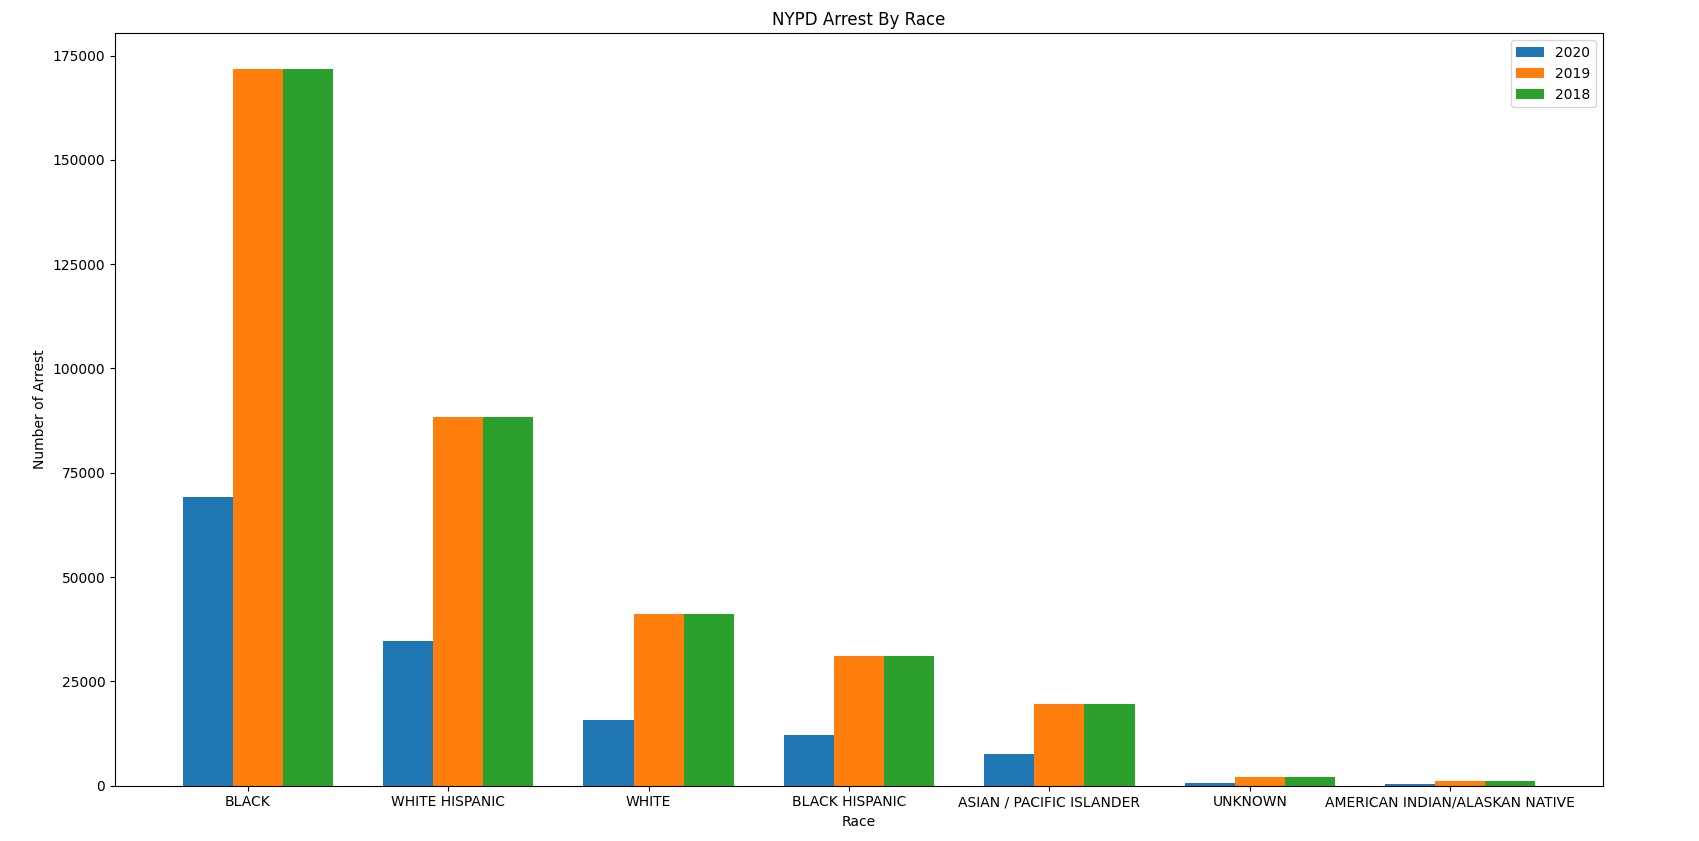 NYPD Arrest By Race
2020
2019
2018
175000
150000
125000
100000
75000
50000
25000
0
Number of Arrest
BLACK
WHITE HISPANIC
WHITE
BLACK HISPANIC
ASIAN / PACIFIC ISLANDER
UNKNOWN
AMERICAN INDIAN/ALASKAN NATIVE
Race